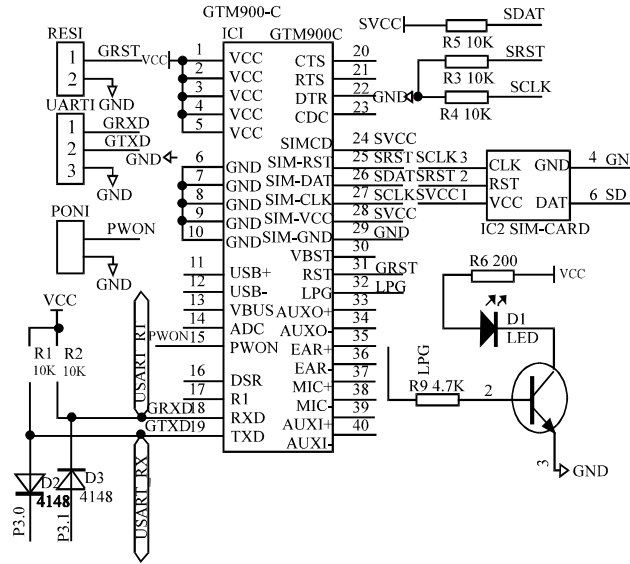 GTM900-C
ICI GTM900C
RESI
1 GRST
2
GND
UARTI
1 GRXD
2 GTXD
3
GND
PONI
PWON
GND
VCC
1 VCC
2 VCC
3 VCC
4 VCC
5 VCC
GND
6 GND
7 GND
8 GND
9 GND
10 GND
11 USB+
12 USB-
13 VBUS
14 ADC
PWON 15 PWON
16 DSR
17 R1
GRXD 18 RXD
GTXD 19 TXD
CTS 20
RTS 21
DTR 22
CDC 23
SIMCD 24 SVCC
SIM-RST 25 SRST
SIM-DAT 26 SDAT
SIM-CLK 27 SCLK
SIM-VCC 28 SVCC
SIM-GND 29 GND
VBST 30
RST 31 GRST
LPG 32 LPG
AUXO+ 33
AUXO- 34
EAR+ 35
EAR- 36
MIC+ 37
MIC- 38
AUXI+ 39
AUXI- 40
SVCC R5 10K SDAT
GND R3 10K SRST
R4 10K SCLK
SCLK 3 CLK GND 4 GN
SRST 2 RST
SVCC 1 VCC DAT 6 SD
IC2 SIM-CARD
R6 200 VCC
D1
LED
LPG
R9 4.7K 2
3 GND
VCC
R1 R2
10K 10K
USART_R1
USART_RX
D2
4148
D3
4148
P3.0
P3.1